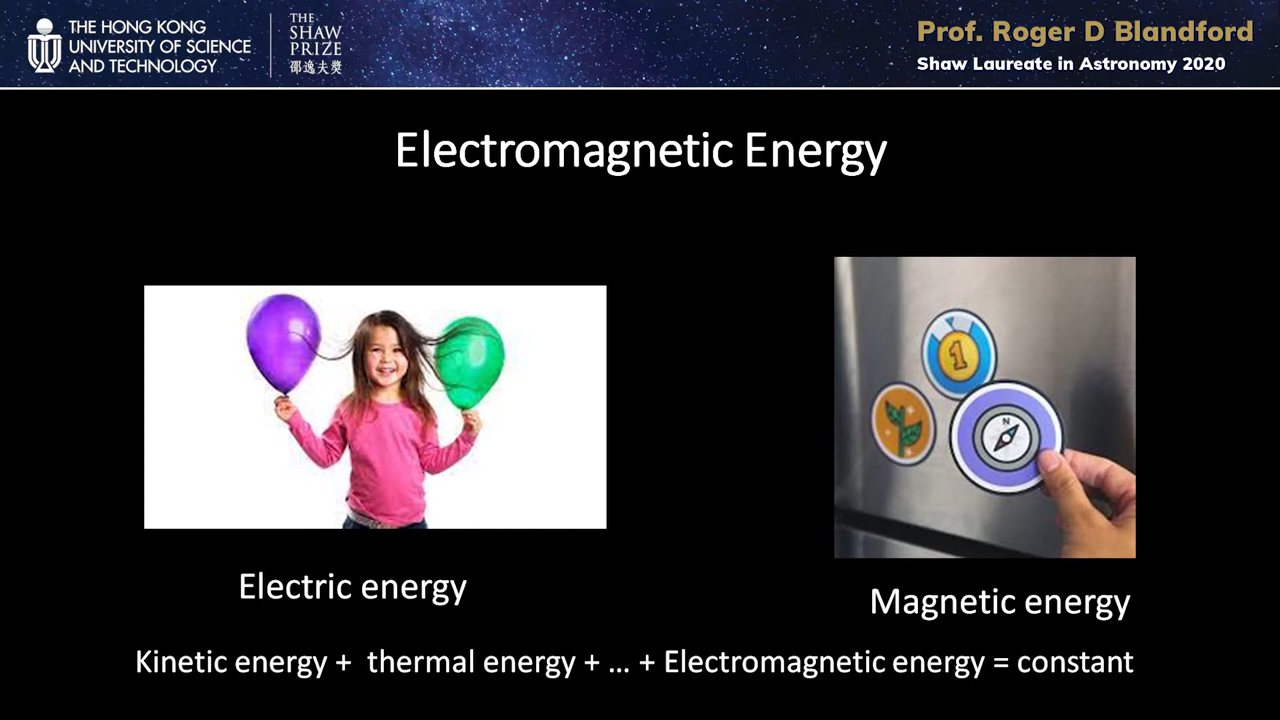 THE HONG KONG
UNIVERSITY OF SCIENCE
AND TECHNOLOGY
THE
SHAW
PRIZE
邵逸夫獎
Prof. Roger D Blandford
Shaw Laureate in Astronomy 2020
Electromagnetic Energy
1
N
Electric energy
Magnetic energy
Kinetic energy + thermal energy + ... + Electromagnetic energy = constant